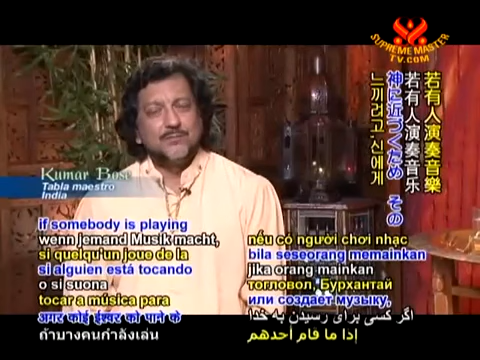 SUPREME MASTER
TV.COM
若有人演奏音樂
若有人演奏音乐
神に近づくため その
느끼려고·신에게
Kumar Bose
Tabla maestro
India
if somebody is playing
wenn jemand Musik macht,
si quelqu'un joue de la
si alguien está tocando
o si suona
tocar a música para
अगर कोई ईश्वर को पाने के
ถ้าบางคนกำลังเล่น
nếu có người chơi nhạc
bila seseorang memainkan
jika orang mainkan
тогловол, Бурхантай
или создает музыку,
اگر کسی برای رسیدن به خدا
إذا ما قام أحدهم